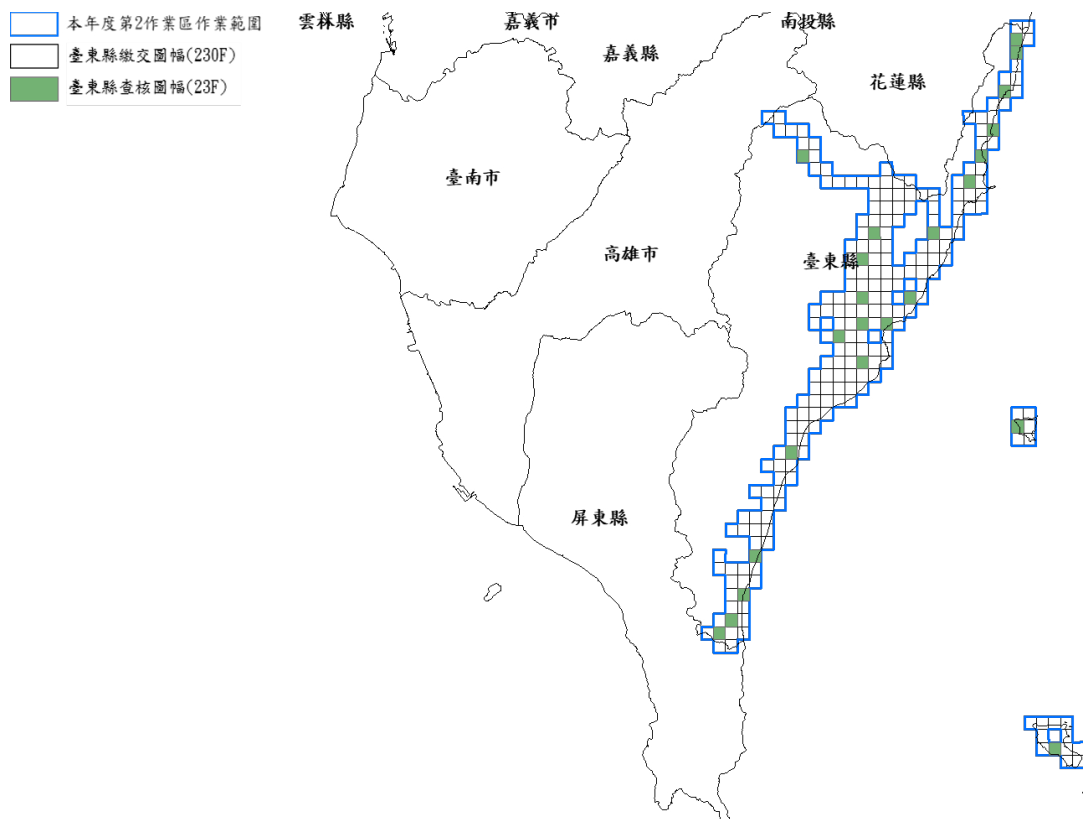 本年度第2作業區作業範圍
臺東縣繳交圖幅(230F)
臺東縣查核圖幅(23F)
雲林縣
嘉義市
南投縣
嘉義縣
花蓮縣
臺南市
高雄市
臺東縣
屏東縣